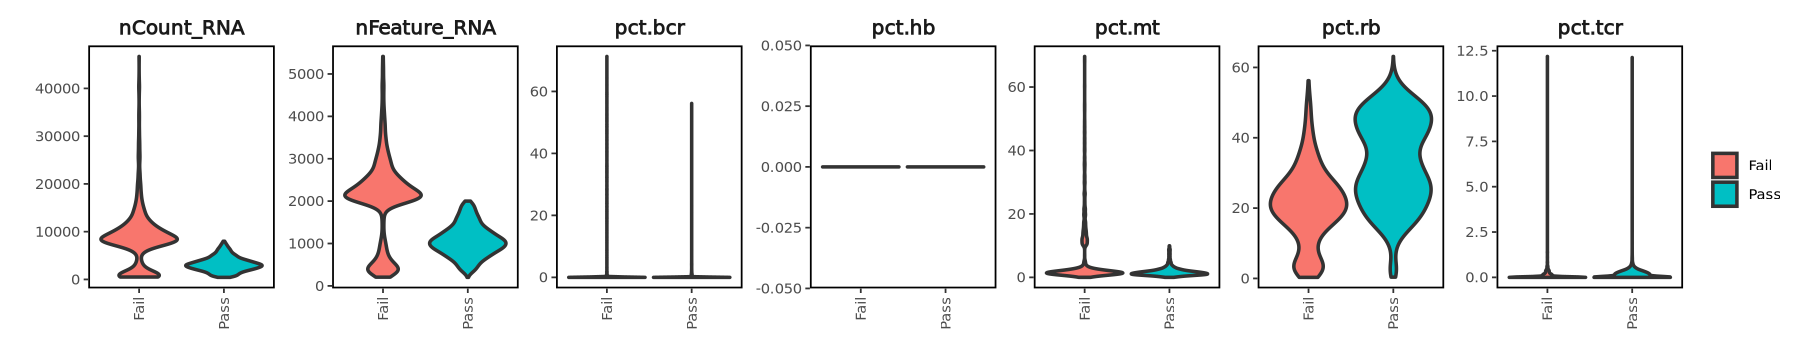 nCount_RNA
40000
30000
20000
10000
0
Fail
Pass
nFeature_RNA
5000
4000
3000
2000
1000
0
Fail
Pass
pct.bcr
60
40
20
0
Fail
Pass
pct.hb
0.050
0.025
0.000
-0.025
-0.050
Fail
Pass
pct.mt
60
40
20
0
Fail
Pass
pct.rb
60
40
20
0
Fail
Pass
pct.tcr
12.5
10.0
7.5
5.0
2.5
0.0
Fail
Pass
Fail
Pass